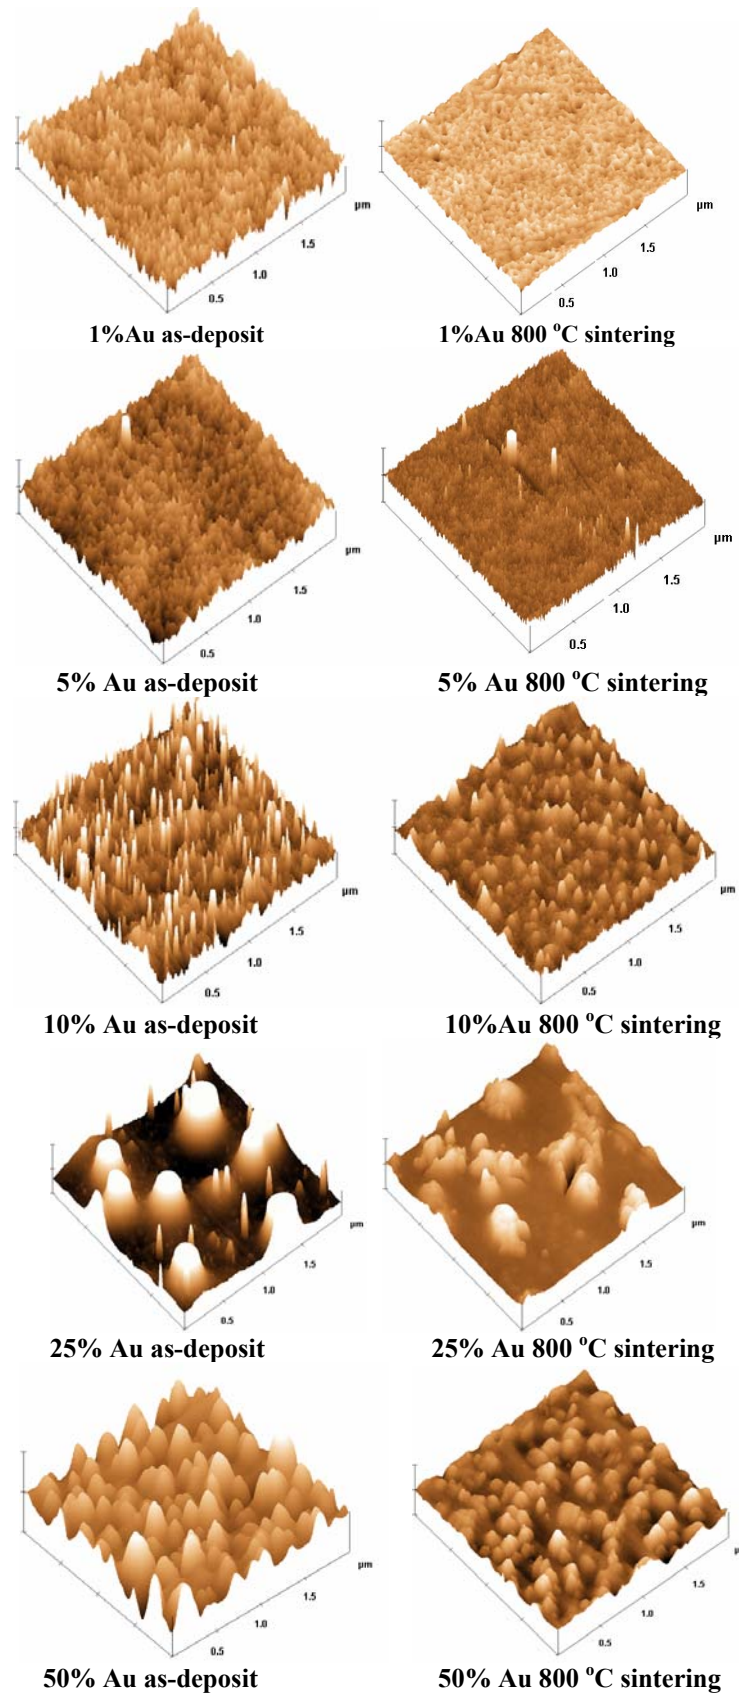 µm
1.5
1.0
0.5
µm
1.5
1.0
0.5
1%Au as-deposit
1%Au 800 °C sintering
µm
1.5
1.0
0.5
µm
1.5
1.0
0.5
5% Au as-deposit
5% Au 800 °C sintering
µm
1.5
1.0
0.5
µm
1.5
1.0
0.5
10% Au as-deposit
10%Au 800 °C sintering
µm
1.5
1.0
0.5
µm
1.5
1.0
0.5
25% Au as-deposit
25% Au 800 °C sintering
µm
1.5
1.0
0.5
µ
1.5
1.0
0.5
50% Au as-deposit
50% Au 800 °C sintering